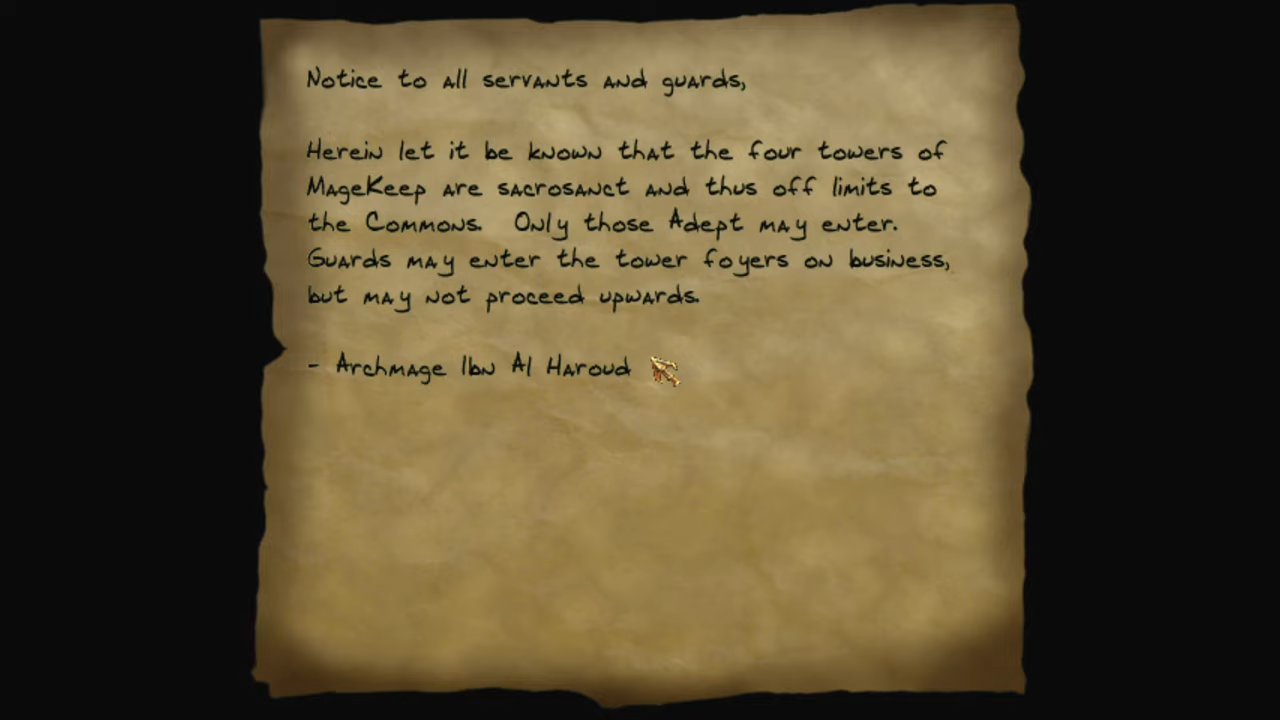 Notice to all servants and guards,
Herein let it be known that the four towers of
MageKeep are sacrosanct and thus off limits to
the Commons.  Only those Adept may enter.
Guards may enter the tower foyers on business,
but may not proceed upwards.
- Archmage Ibn Al Haroud